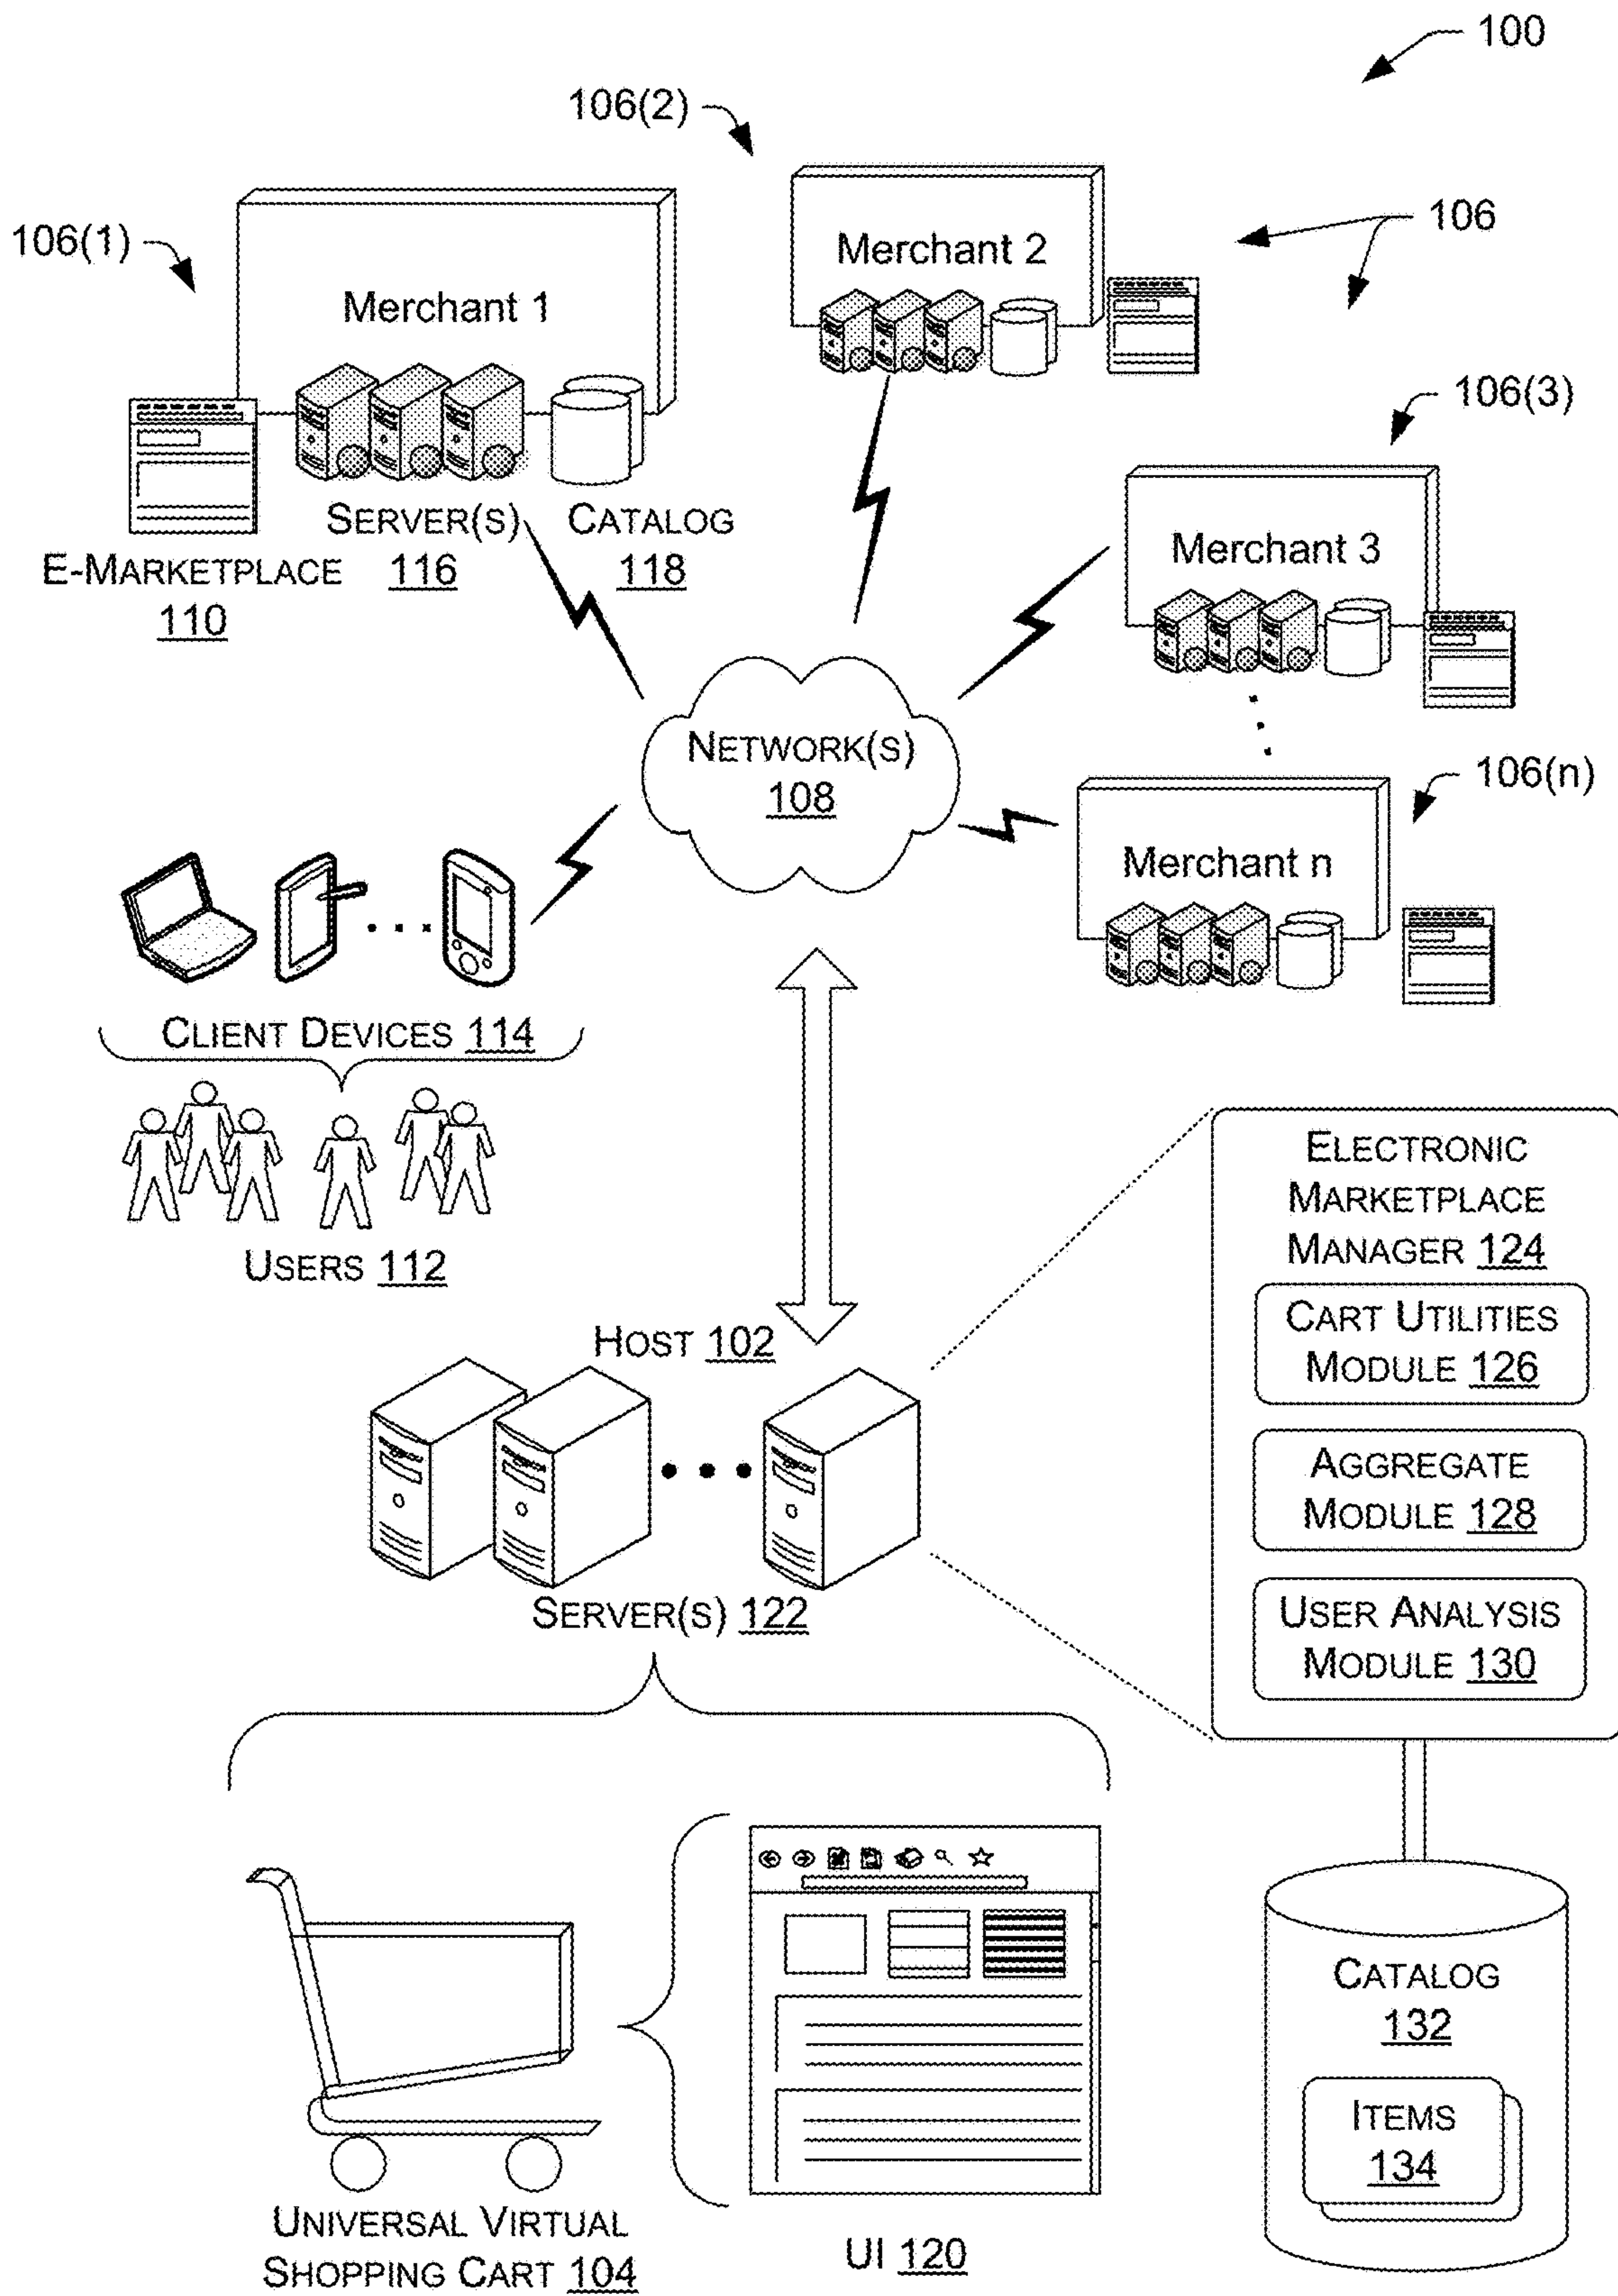 100
106(2)
106(1)
106
Merchant 2
Merchant 1
106(3)
SERVER(S)
116
CATALOG
118
E-MARKETPLACE
110
Merchant 3
NETWORK(S)
108
106(n)
Merchant n
CLIENT DEVICES 114
USERS 112
ELECTRONIC
MARKETPLACE
MANAGER 124
CART UTILITIES
MODULE 126
AGGREGATE
MODULE 128
USER ANALYSIS
MODULE 130
HOST 102
SERVER(S) 122
CATALOG
132
ITEMS
134
UNIVERSAL VIRTUAL
SHOPPING CART 104
UI 120